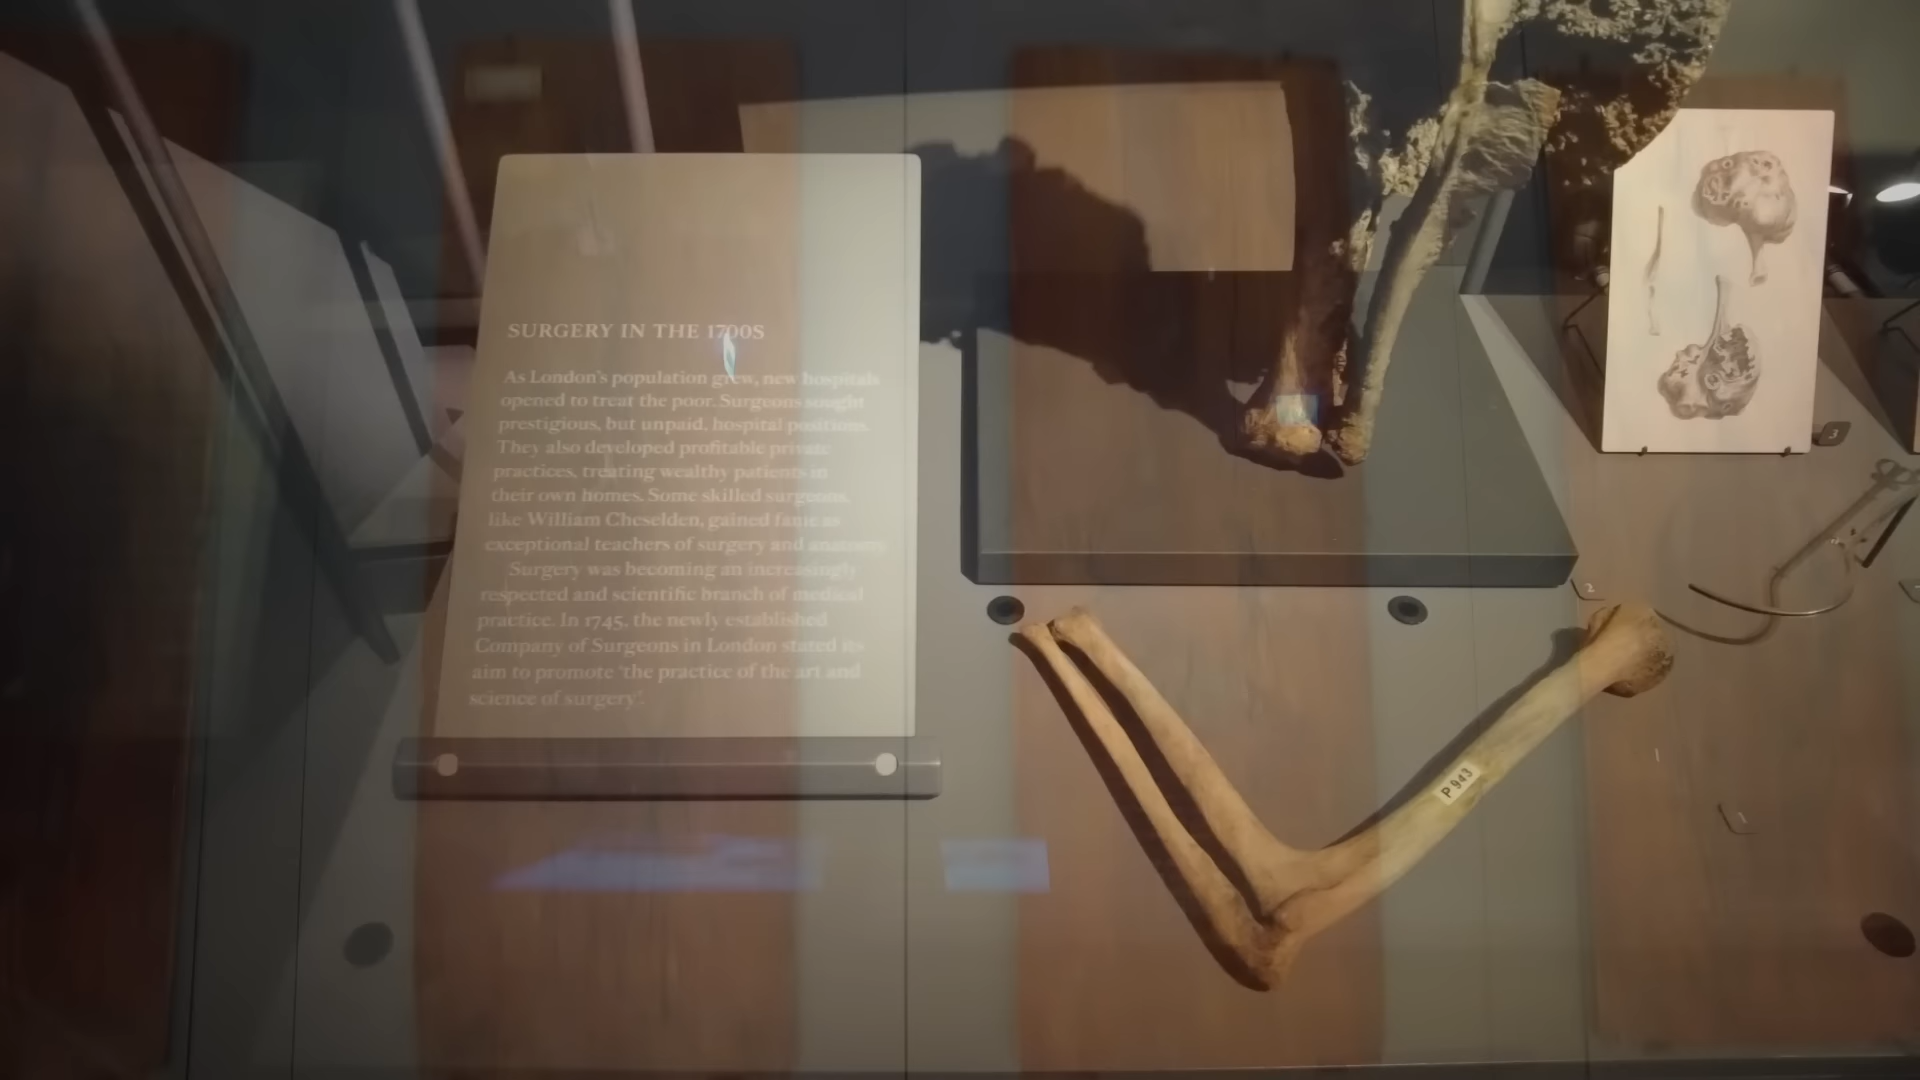 SURGERY IN THE 1700S
As London's population grew, new hospitals
opened to treat the poor. Surgeons sought
prestigious, but unpaid, hospital positions.
They also developed profitable private
practices, treating wealthy patients in
their own homes. Some skilled surgeons,
like William Cheselden, gained fame as
exceptional teachers of surgery and anatomy.
Surgery was becoming an increasingly
respected and scientific branch of medical
practice. In 1745, the newly established
Company of Surgeons in London stated its
aim to promote 'the practice of the art and
science of surgery'.
3
2
P 943
1